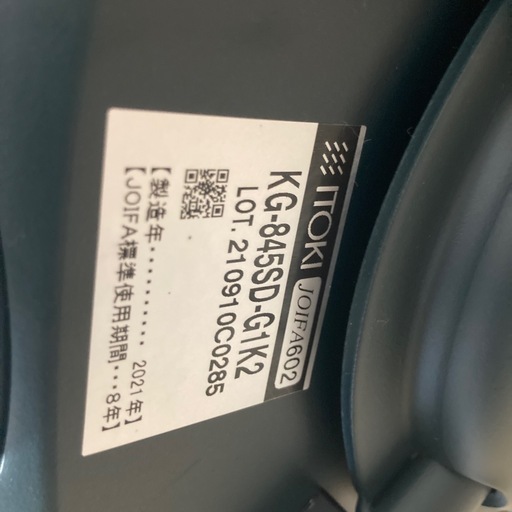 ITOKI JOIFA602
KG-845SD-G1K2
LOT. 210910C0285
【製造年‥‥‥‥‥ 2021年】
【JOIFA標準使用期間‥‥8年】